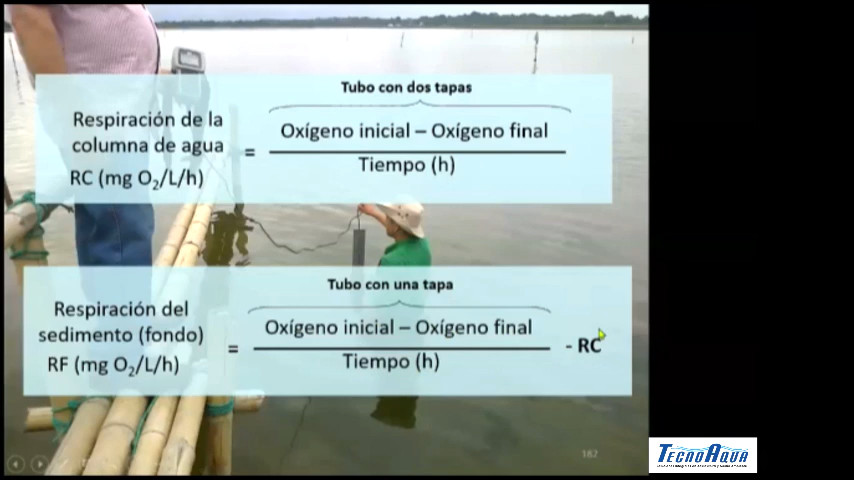 Tubo con dos tapas
Respiración de la
columna de agua
RC (mg O₂/L/h)
=
Oxígeno inicial – Oxígeno final
Tiempo (h)
Tubo con una tapa
Respiración del
sedimento (fondo)
RF (mg O₂/L/h)
=
Oxígeno inicial – Oxígeno final
Tiempo (h)
- RC
162
TECNOAQUA